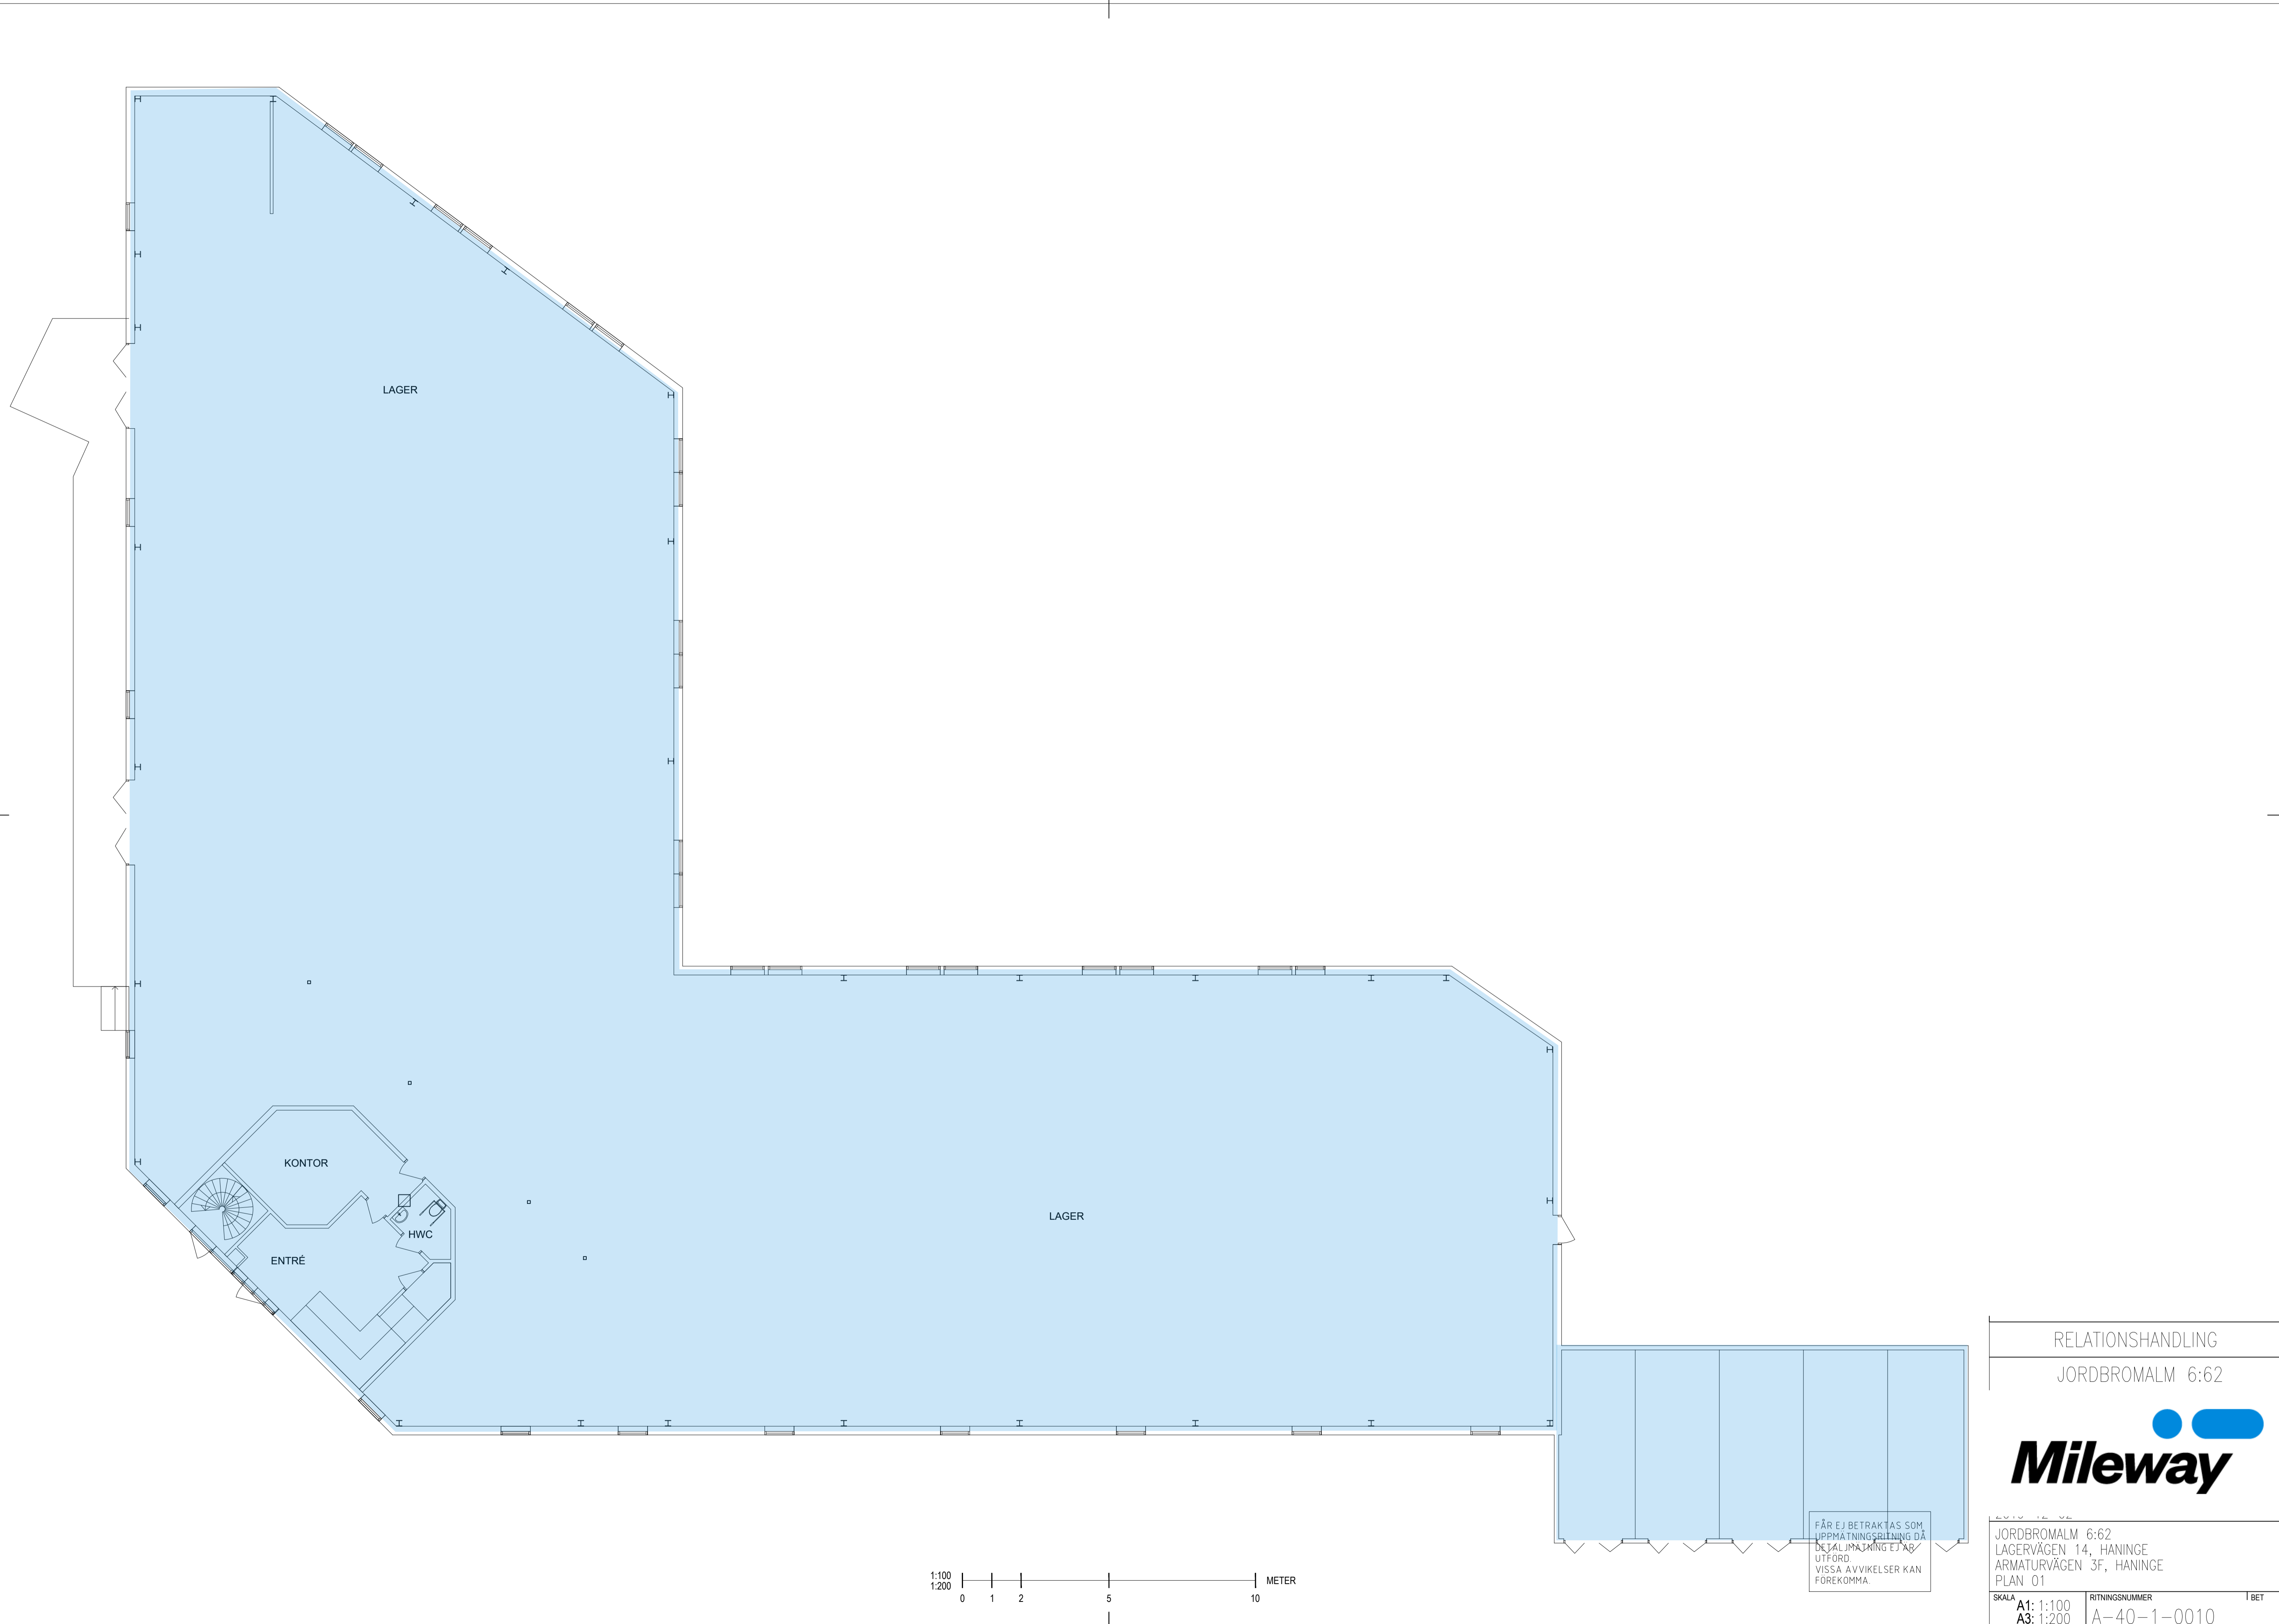 LAGER
KONTOR
HWC
ENTRÉ
LAGER
RELATIONSHANDLING
JORDBROMALM 6:62
Mileway
JORDBROMALM 6:62
LAGERVÄGEN 14, HANINGE
ARMATURVÄGEN 3F, HANINGE
PLAN 01
FÅR EJ BETRAKTAS SOM
UPPMÄTNINGSRITNING DÅ
DETALJMÄTNING EJ ÄR
UTFÖRD.
VISSA AVVIKELSER KAN
FÖREKOMMA.
1:100
1:200
METER
0 1 2 5 10
SKALA
A1: 1:100
A3: 1:200
RITNINGSNUMMER
A-40-1-0010
BET